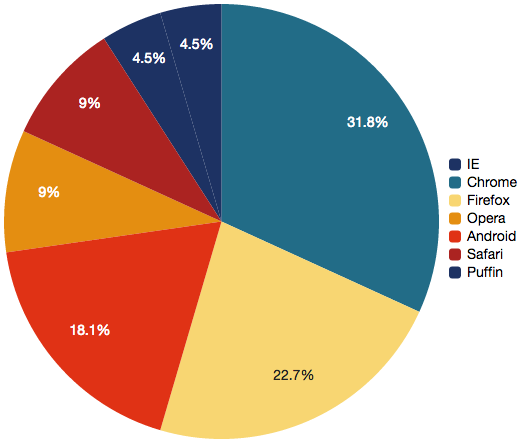 4.5%
4.5%
9%
31.8%
9%
18.1%
22.7%
IE
Chrome
Firefox
Opera
Android
Safari
Puffin